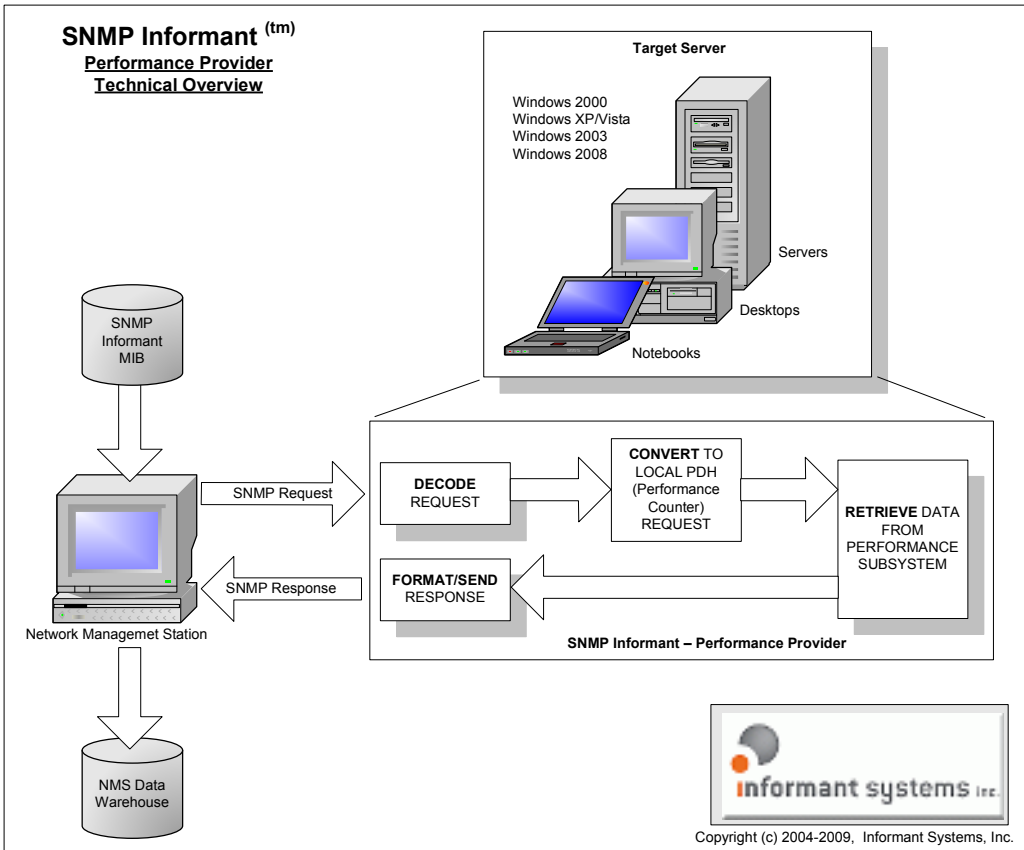 SNMP Informant (tm)
Performance Provider
Technical Overview
Target Server
Windows 2000
Windows XP/Vista
Windows 2003
Windows 2008
Servers
Desktops
Notebooks
SNMP
Informant
MIB
SNMP Request
DECODE
REQUEST
CONVERT TO
LOCAL PDH
(Performance
Counter)
REQUEST
RETRIEVE DATA
FROM
PERFORMANCE
SUBSYSTEM
SNMP Response
FORMAT/SEND
RESPONSE
Network Managemet Station
SNMP Informant – Performance Provider
NMS Data
Warehouse
informant systems inc.
Copyright (c) 2004-2009, Informant Systems, Inc.